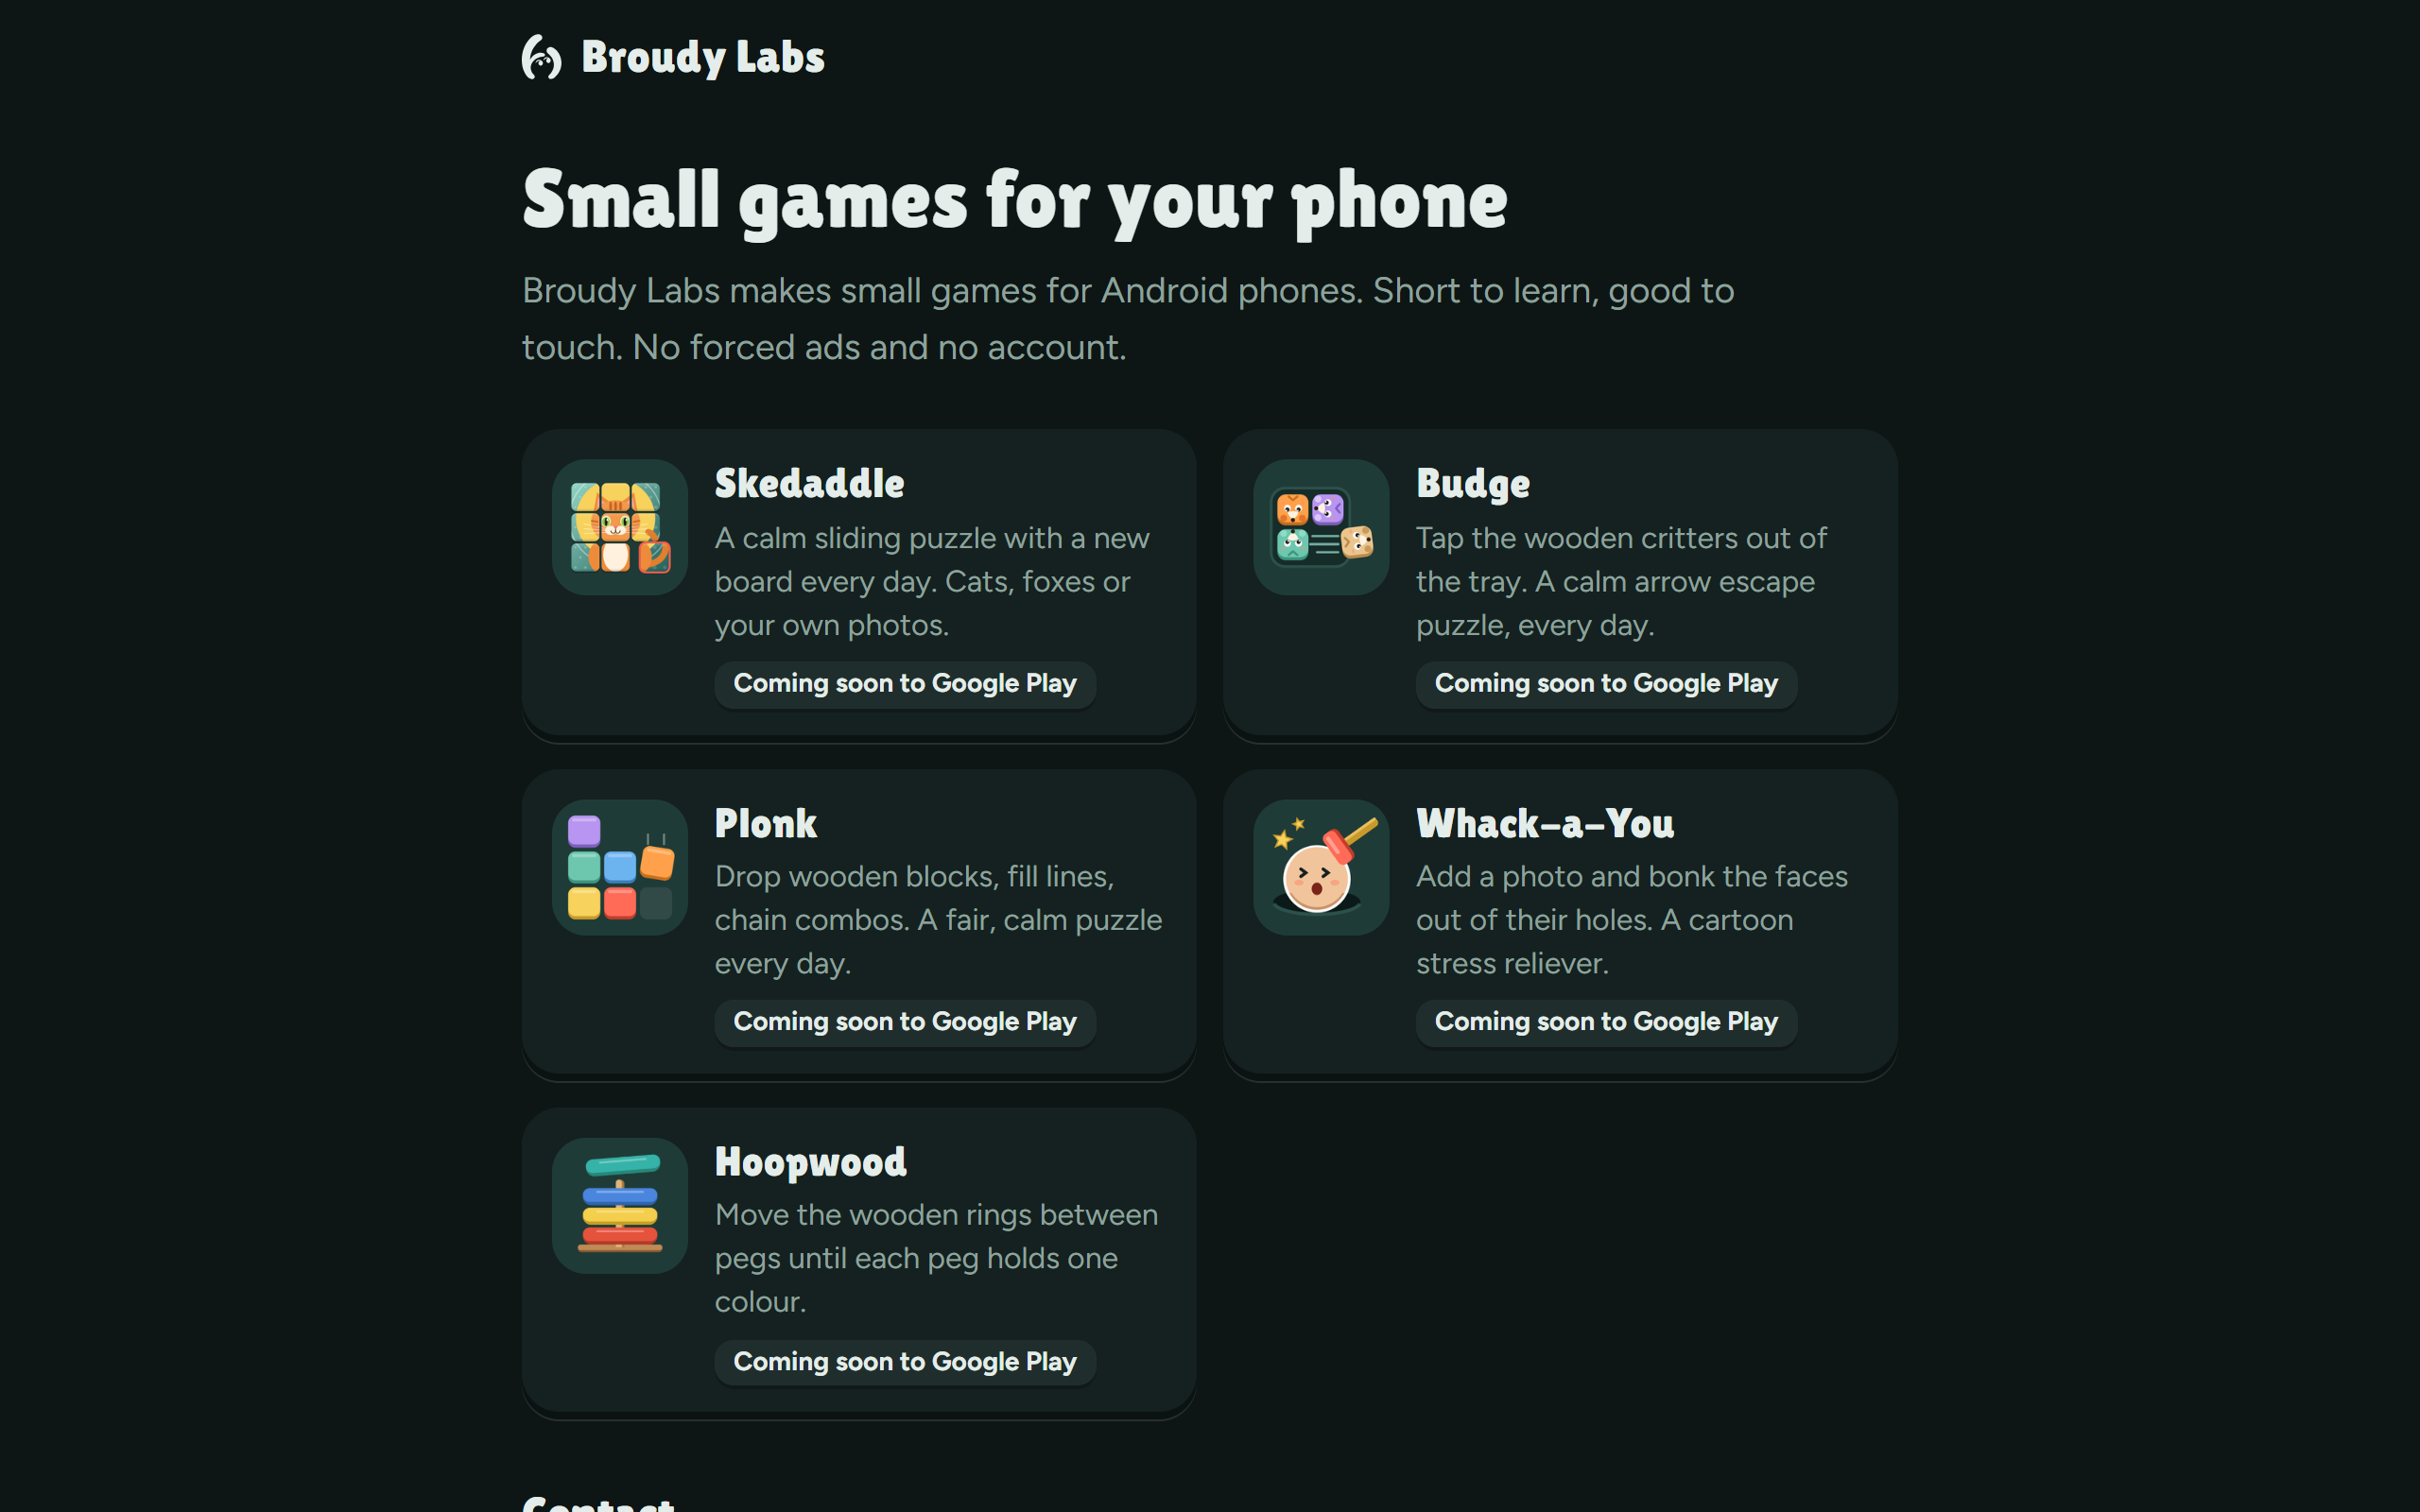 Broudy Labs
Small games for your phone
Broudy Labs makes small games for Android phones. Short to learn, good to
touch. No forced ads and no account.
Skedaddle
A calm sliding puzzle with a new
board every day. Cats, foxes or
your own photos.
Coming soon to Google Play
Budge
Tap the wooden critters out of
the tray. A calm arrow escape
puzzle, every day.
Coming soon to Google Play
Plonk
Drop wooden blocks, fill lines,
chain combos. A fair, calm puzzle
every day.
Coming soon to Google Play
Whack-a-You
Add a photo and bonk the faces
out of their holes. A cartoon
stress reliever.
Coming soon to Google Play
Hoopwood
Move the wooden rings between
pegs until each peg holds one
colour.
Coming soon to Google Play
Contact